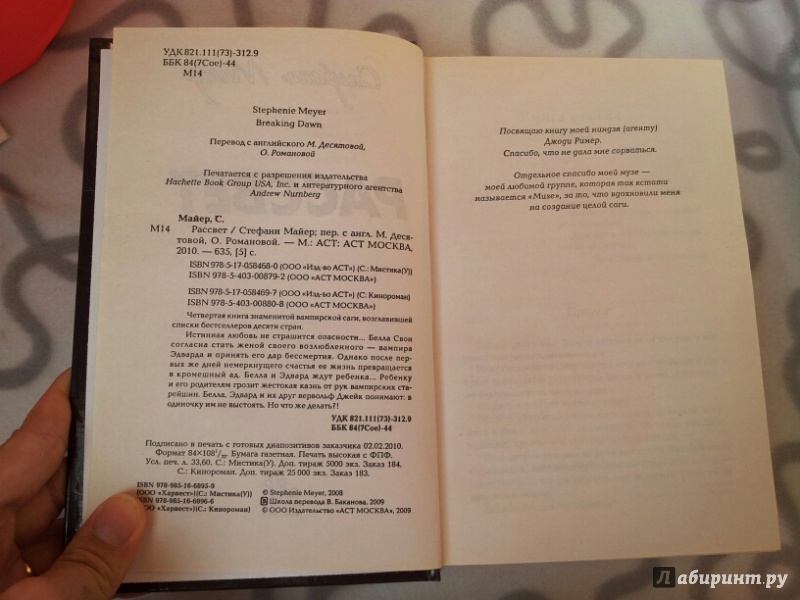 УДК 821.111(73)-312.9
ББК 84(7Сое)-44
М14
Stephenie Meyer
Breaking Dawn
Перевод с английского М. Десятовой,
О. Романовой
Печатается с разрешения издательства
Hachette Book Group USA, Inc. и литературного агентства
Andrew Nurnberg
Майер, С.
М14 Рассвет / Стефани Майер; пер. с англ. М. Деся-
товой, О. Романовой. — М.: АСТ: АСТ МОСКВА,
2010. — 635, [5] с.
ISBN 978-5-17-058468-0 (ООО «Изд-во АСТ») (С.: Мистика(У))
ISBN 978-5-403-00879-2 (ООО «АСТ МОСКВА»)
ISBN 978-5-17-058469-7 (ООО «Изд-во АСТ») (С: Кинороман)
ISBN 978-5-403-00880-8 (ООО «АСТ МОСКВА»)
Четвертая книга знаменитой вампирской саги, возглавившей
списки бестселлеров десяти стран.
Истинная любовь не страшится опасности... Белла Свон
согласна стать женой своего возлюбленного — вампира
Эдварда и принять его дар бессмертия. Однако после пер-
вых же дней немеркнущего счастья ее жизнь превращается
в кромешный ад. Белла и Эдвард ждут ребенка... Ребенку
и его родителям грозит жестокая казнь от рук вампирских ста-
рейшин. Белла, Эдвард и их друг вервольф Джейк понимают: в
одиночку им не выстоять. Но что же делать?!
УДК 821.111(73)-312.9
ББК 84(7Сое)-44
Подписано в печать с готовых диапозитивов заказчика 02.02.2010.
Формат 84×108¹/₃₂. Бумага газетная. Печать высокая с ФПФ.
Усл. печ. л. 33,60. С.: Мистика(У). Доп. тираж 5000 экз. Заказ 184.
С.: Кинороман. Доп. тираж 25 000 экз. Заказ 183.
ISBN 978-985-16-6895-9
(ООО «Харвест»)(С.: Мистика(У))
ISBN 978-985-16-6896-6
ООО «Харвест»)(С.: Кинороман)
© Stephenie Meyer, 2008
Школа перевода В. Баканова, 2009
© ООО Издательство «АСТ МОСКВА», 2009
Посвящаю книгу моей ниндзя (агенту)
Джоди Ример.
Спасибо, что не дала мне сорваться.
Отдельное спасибо моей музе —
моей любимой группе, которая так кстати
называется «Muse», за то, что вдохновили меня
на создание целой саги.
Лабиринт.ру